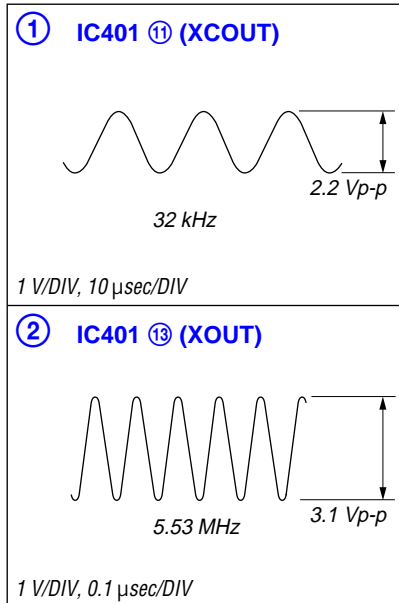 ① IC401 ⑪ (XCOUT)
2.2 Vp-p
32 kHz
1 V/DIV, 10 µsec/DIV
② IC401 ⑬ (XOUT)
3.1 Vp-p
5.53 MHz
1 V/DIV, 0.1 µsec/DIV